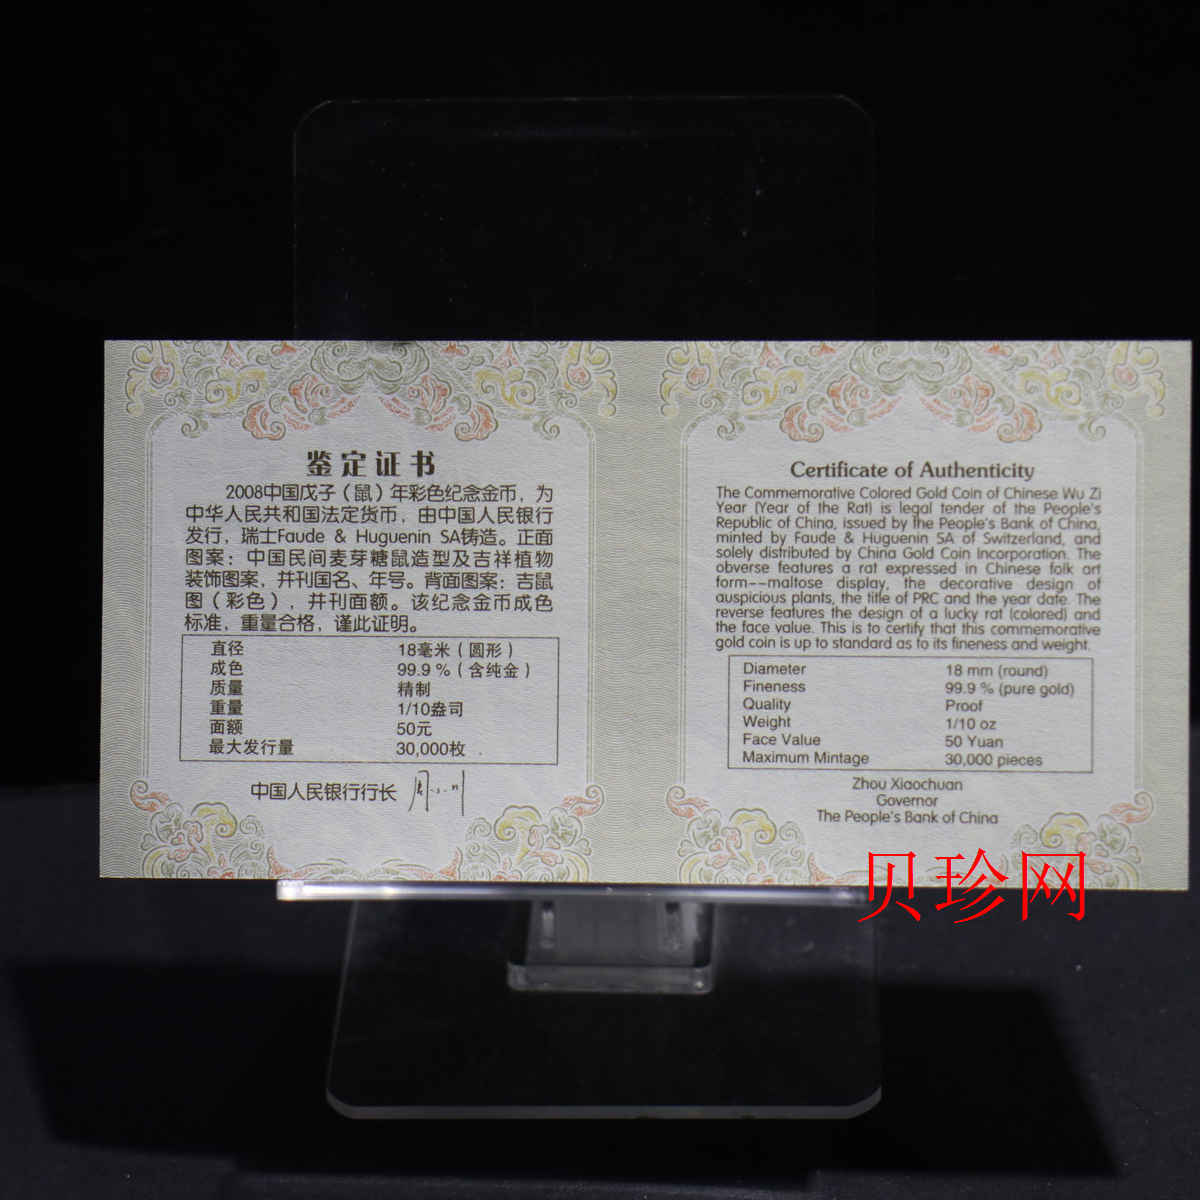 鉴定证书
2008中国戊子（鼠）年彩色纪念金币，为
中华人民共和国法定货币，由中国人民银行
发行，瑞士Faude & Huguenin SA铸造。正面
图案：中国民间麦芽糖鼠造型及吉祥植物
装饰图案，并刊国名、年号。背面图案：吉鼠
图（彩色），并刊面额。该纪念金币成色
标准，重量合格，谨此证明。
直径 18毫米（圆形）
成色 99.9％（含纯金）
质量 精制
重量 1/10盎司
面额 50元
最大发行量 30,000枚
中国人民银行行长
Certificate of Authenticity
The Commemorative Colored Gold Coin of Chinese Wu Zi
Year (Year of the Rat) is legal tender of the People's
Republic of China, issued by the People's Bank of China,
minted by Faude & Huguenin SA of Switzerland, and
solely distributed by China Gold Coin Incorporation. The
obverse features a rat expressed in Chinese folk art
form--maltose display, the decorative design of
auspicious plants, the title of PRC and the year date. The
reverse features the design of a lucky rat (colored) and
the face value. This is to certify that this commemorative
gold coin is up to standard as to its fineness and weight.
Diameter 18 mm (round)
Fineness 99.9 % (pure gold)
Quality Proof
Weight 1/10 oz
Face Value 50 Yuan
Maximum Mintage 30,000 pieces
Zhou Xiaochuan
Governor
The People's Bank of China
贝珍网